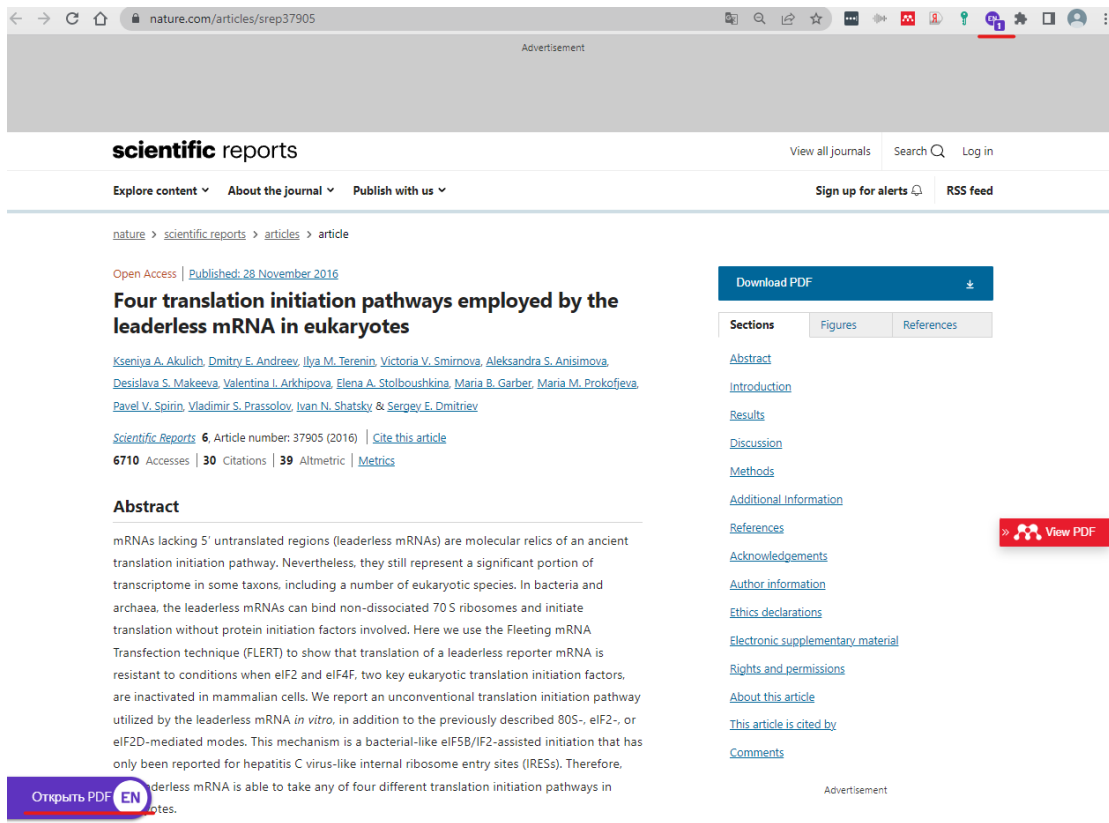 nature.com/articles/srep37905
EN
1
Advertisement
scientific reports
View all journals Search Log in
Explore content About the journal Publish with us
Sign up for alerts RSS feed
nature > scientific reports > articles > article
Open Access | Published: 28 November 2016
Four translation initiation pathways employed by the
leaderless mRNA in eukaryotes
Kseniya A. Akulich, Dmitry E. Andreev, Ilya M. Terenin, Victoria V. Smirnova, Aleksandra S. Anisimova,
Desislava S. Makeeva, Valentina I. Arkhipova, Elena A. Stolboushkina, Maria B. Garber, Maria M. Prokofjeva,
Pavel V. Spirin, Vladimir S. Prassolov, Ivan N. Shatsky & Sergey E. Dmitriev
Scientific Reports 6, Article number: 37905 (2016) | Cite this article
6710 Accesses | 30 Citations | 39 Altmetric | Metrics
Abstract
mRNAs lacking 5′ untranslated regions (leaderless mRNAs) are molecular relics of an ancient
translation initiation pathway. Nevertheless, they still represent a significant portion of
transcriptome in some taxons, including a number of eukaryotic species. In bacteria and
archaea, the leaderless mRNAs can bind non-dissociated 70 S ribosomes and initiate
translation without protein initiation factors involved. Here we use the Fleeting mRNA
Transfection technique (FLERT) to show that translation of a leaderless reporter mRNA is
resistant to conditions when eIF2 and eIF4F, two key eukaryotic translation initiation factors,
are inactivated in mammalian cells. We report an unconventional translation initiation pathway
utilized by the leaderless mRNA in vitro, in addition to the previously described 80S-, eIF2-, or
eIF2D-mediated modes. This mechanism is a bacterial-like eIF5B/IF2-assisted initiation that has
only been reported for hepatitis C virus-like internal ribosome entry sites (IRESs). Therefore,
aderless mRNA is able to take any of four different translation initiation pathways in
otes.
Открыть PDF EN
Download PDF
Sections Figures References
Abstract
Introduction
Results
Discussion
Methods
Additional Information
References
Acknowledgements
Author information
Ethics declarations
Electronic supplementary material
Rights and permissions
About this article
This article is cited by
Comments
» View PDF
Advertisement